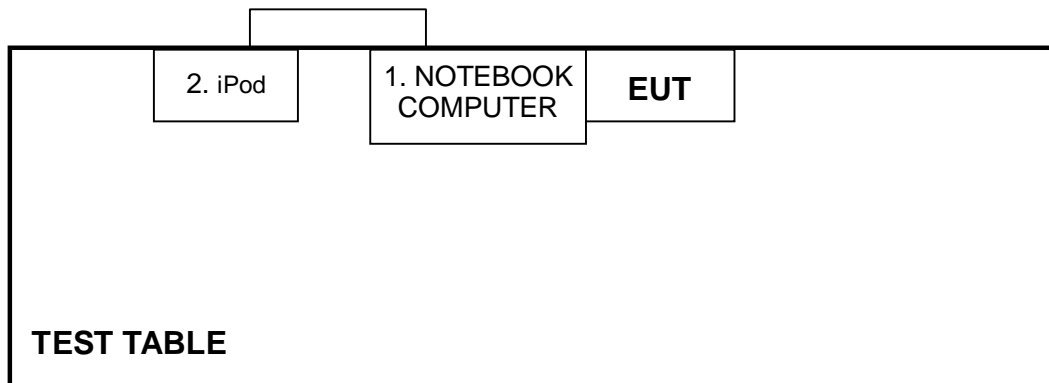 2. iPod
1. NOTEBOOK
COMPUTER
EUT
TEST TABLE